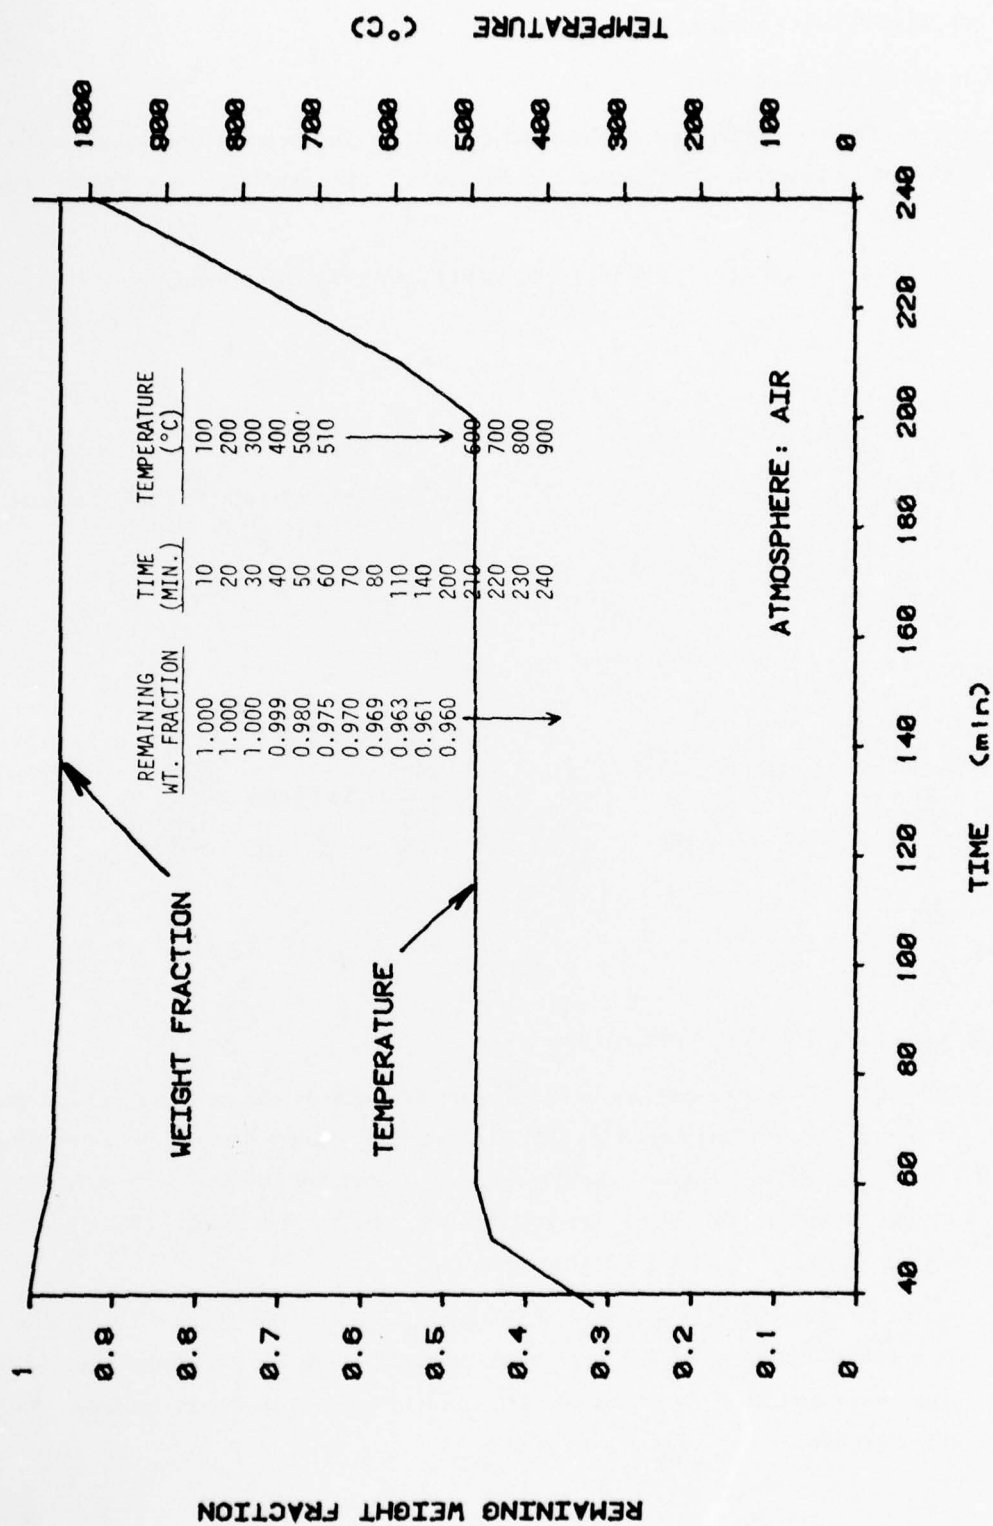 REMAINING WEIGHT FRACTION
1
0.9
0.8
0.7
0.6
0.5
0.4
0.3
0.2
0.1
0
WEIGHT FRACTION
TEMPERATURE
REMAINING WT. FRACTION TIME (MIN.) TEMPERATURE (°C)
1.000 10 100
1.000 20 200
1.000 30 300
0.999 40 400
0.980 50 500
0.975 60 510
0.970 70
0.969 80
0.963 110
0.961 140
0.960 200
210 600
220 700
230 800
240 900
ATMOSPHERE: AIR
40 60 80 100 120 140 160 180 200 220 240
TIME (min)
1000
900
800
700
600
500
400
300
200
100
0
TEMPERATURE (°C)